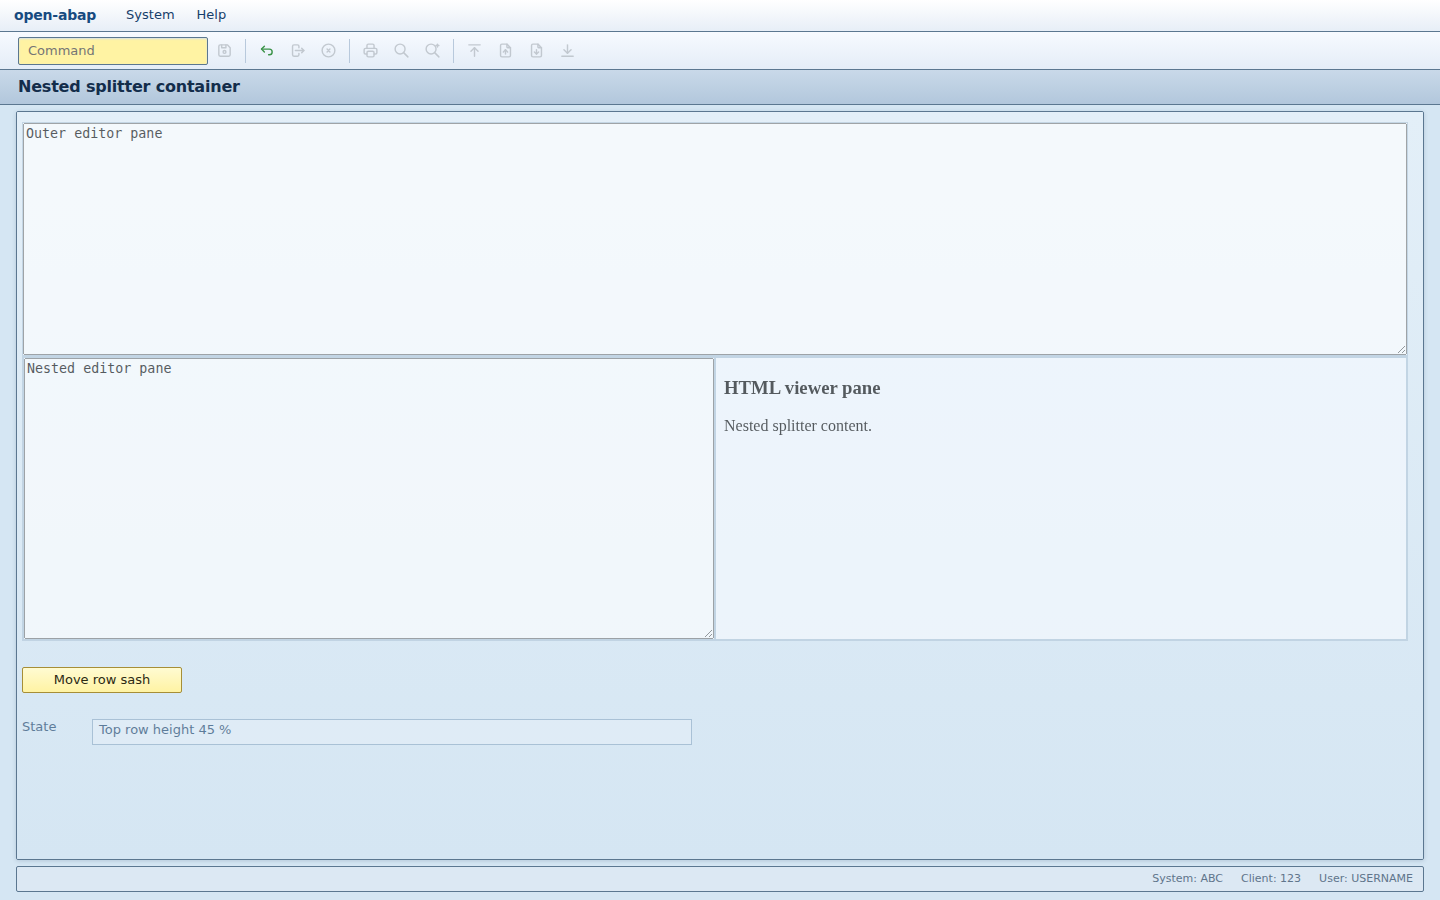 open-abap System Help
Command
Nested splitter container
Outer editor pane
Nested editor pane
HTML viewer pane
Nested splitter content.
Move row sash
State Top row height 45 %
System: ABC Client: 123 User: USERNAME